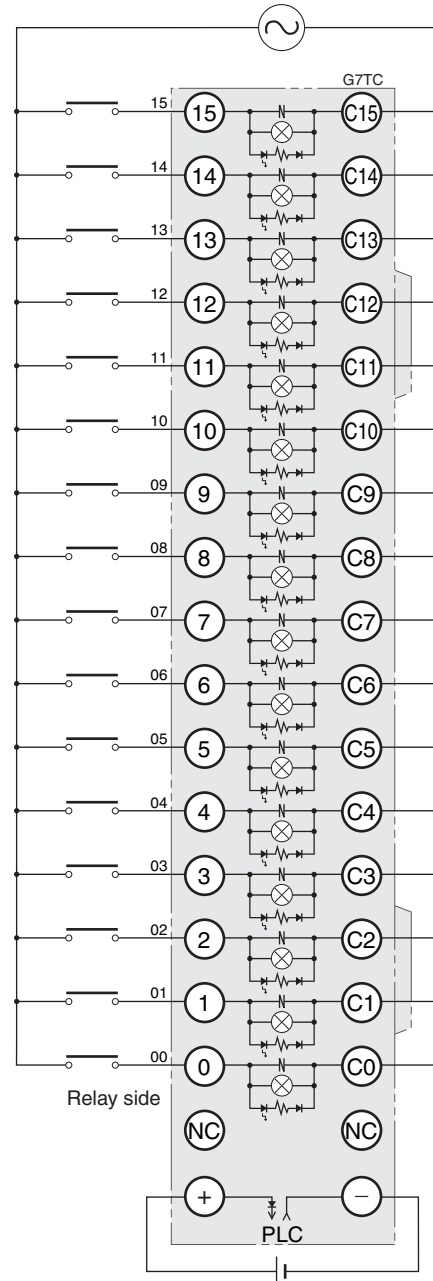 G7TC
15 15 C15
14 14 C14
13 13 C13
12 12 C12
11 11 C11
10 10 C10
09 9 C9
08 8 C8
07 7 C7
06 6 C6
05 5 C5
04 4 C4
03 3 C3
02 2 C2
01 1 C1
00 0 C0
Relay side
NC NC
+ −
PLC